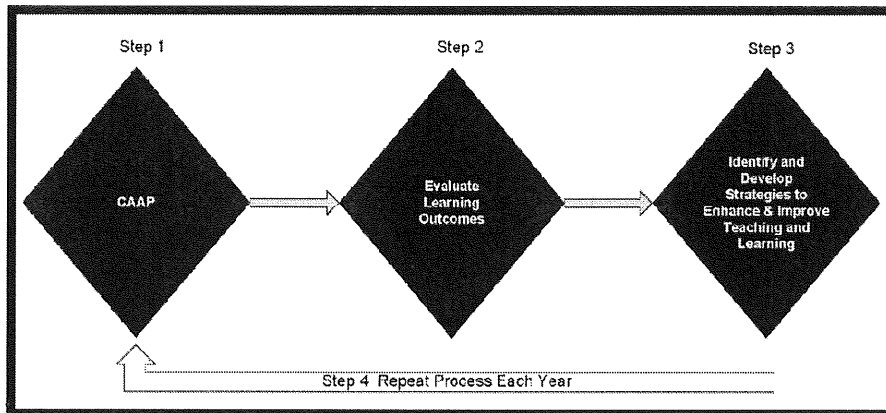 Step 1
Step 2
Step 3
CAAP
Evaluate
Learning
Outcomes
Identify and
Develop
Strategies to
Enhance & Improve
Teaching and
Learning
Step 4 Repeat Process Each Year